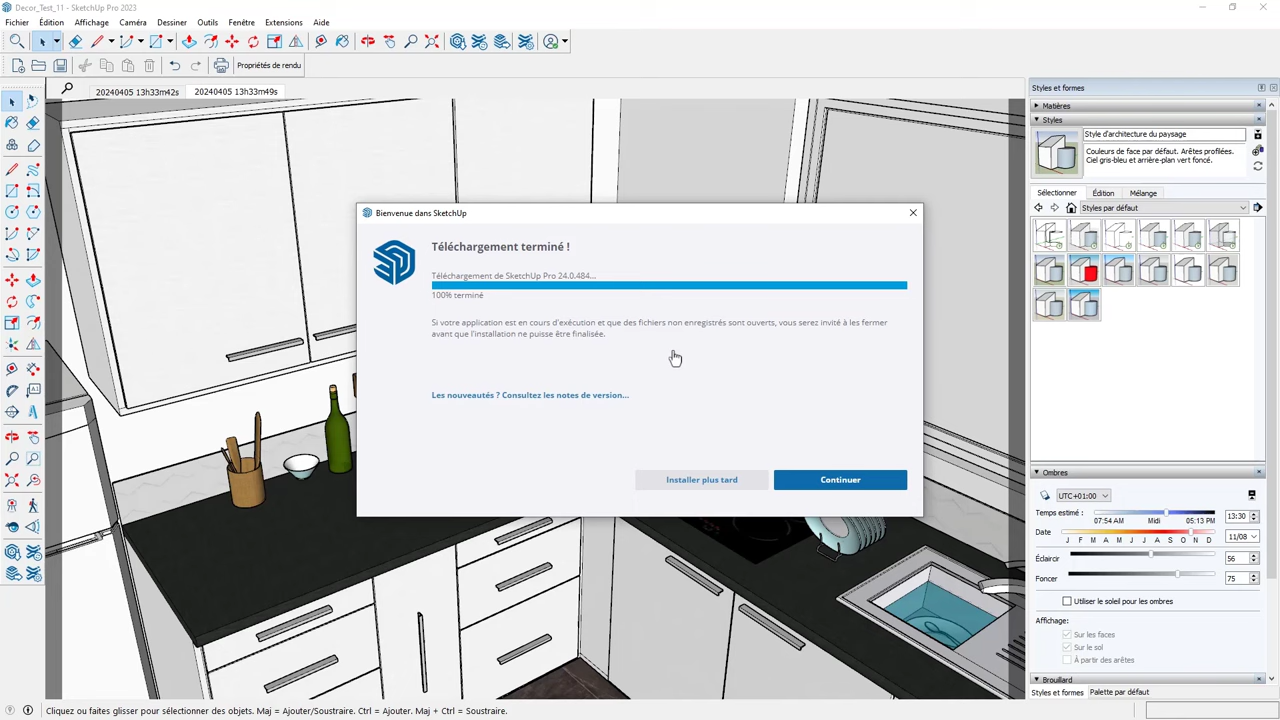 Decor_Test_11 - SketchUp Pro 2023
Fichier Édition Affichage Caméra Dessiner Outils Fenêtre Extensions Aide
Propriétés de rendu
20240405 13h33m42s 20240405 13h33m49s
Styles et formes
Matières
Styles
Style d'architecture du paysage
Couleurs de face par défaut. Arêtes profilées.
Ciel gris-bleu et arrière-plan vert foncé.
Sélectionner Édition Mélange
Styles par défaut
Bienvenue dans SketchUp
Téléchargement terminé !
Téléchargement de SketchUp Pro 24.0.484...
100% terminé
Si votre application est en cours d'exécution et que des fichiers non enregistrés sont ouverts, vous serez invité à les fermer
avant que l'installation ne puisse être finalisée.
Les nouveautés ? Consultez les notes de version...
Installer plus tard Continuer
Ombres
UTC+01:00
Temps estimé : 13:30
07:54 AM Midi 05:13 PM
Date 11/08
J F M A M J J A S O N D
Éclaircir 56
Foncer 75
Utiliser le soleil pour les ombres
Affichage:
Sur les faces
Sur le sol
À partir des arêtes
Brouillard
Styles et formes Palette par défaut
Cliquez ou faites glisser pour sélectionner des objets. Maj = Ajouter/Soustraire. Ctrl = Ajouter. Maj + Ctrl = Soustraire.